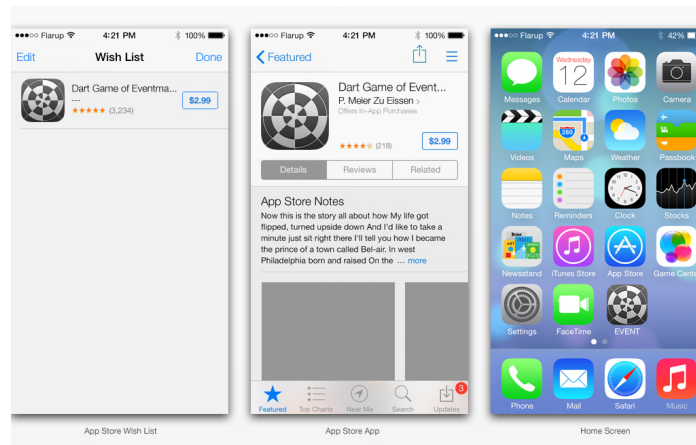 ●●●○○ Flarup 4:21 PM 100%
Edit Wish List Done
Dart Game of Eventma...
---
★★★★★ (3,234)
$2.99
App Store Wish List
●●●○○ Flarup 4:21 PM 100%
Featured
Dart Game of Event...
P. Meier Zu Eissen >
Offers In-App Purchases
★★★★☆ (218)
$2.99
Details Reviews Related
App Store Notes
Now this is the story all about how My life got
flipped, turned upside down And I'd like to take a
minute just sit right there I'll tell you how I became
the prince of a town called Bel-air. In west
Philadelphia born and raised On the … more
3
Featured Top Charts Near Me Search Updates
App Store App
●●●○○ Flarup 4:21 PM 42%
Wednesday
12
Messages Calendar Photos Camera
280
Videos Maps Weather Passbook
Notes Reminders Clock Stocks
Newsstand iTunes Store App Store Game Center
Settings FaceTime EVENT
Phone Mail Safari Music
Home Screen